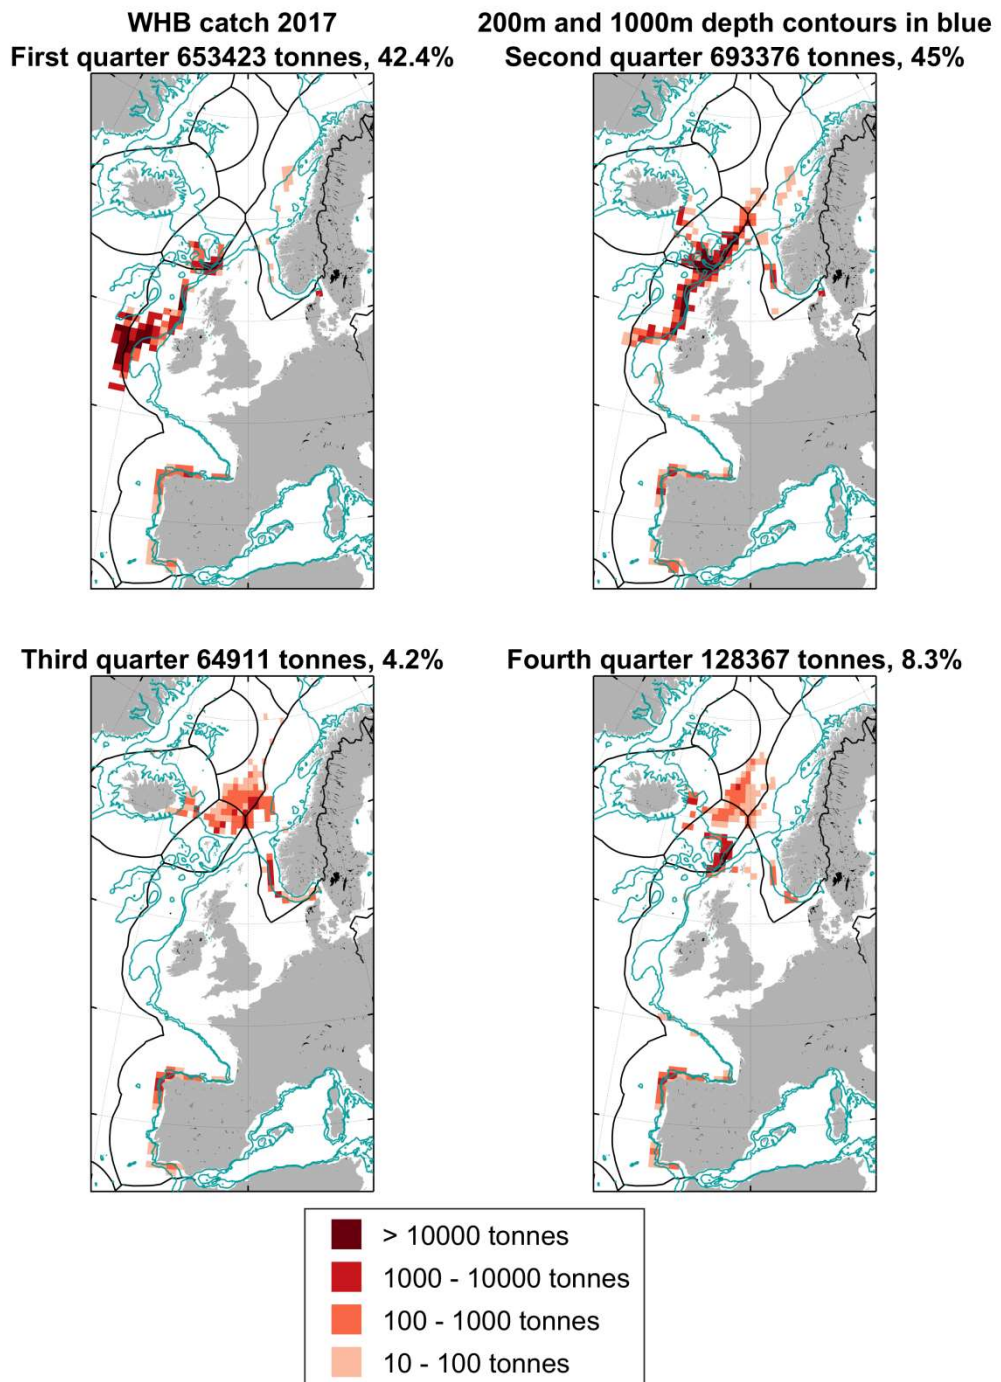 WHB catch 2017
200m and 1000m depth contours in blue
First quarter 653423 tonnes, 42.4%
Second quarter 693376 tonnes, 45%
Third quarter 64911 tonnes, 4.2%
Fourth quarter 128367 tonnes, 8.3%
> 10000 tonnes
1000 - 10000 tonnes
100 - 1000 tonnes
10 - 100 tonnes